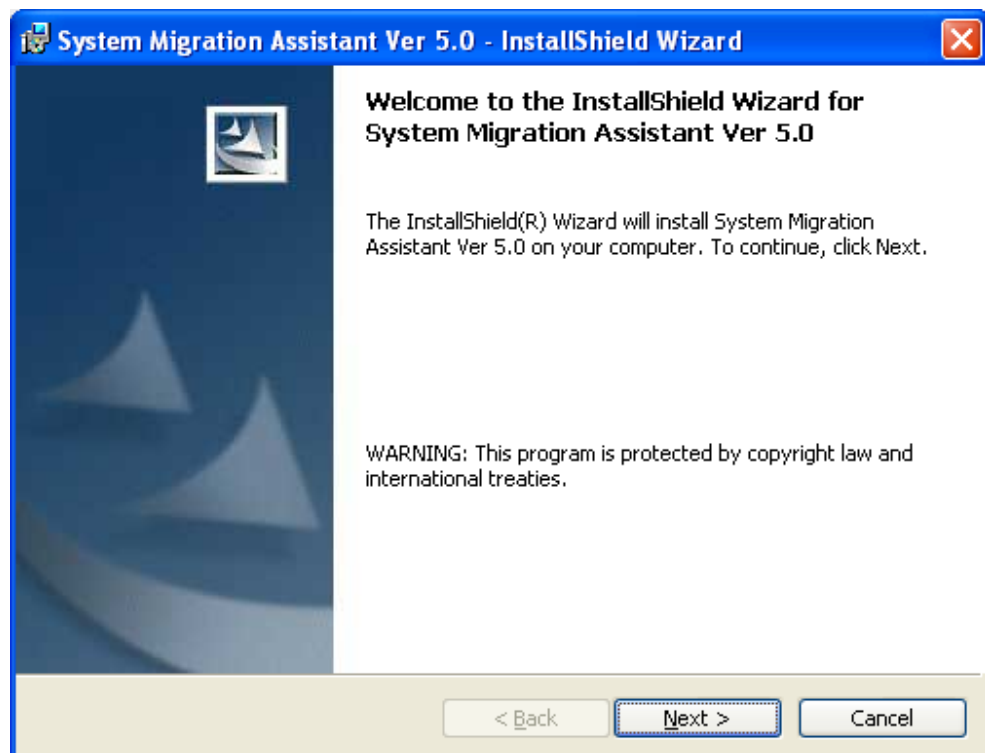 System Migration Assistant Ver 5.0 - InstallShield Wizard
Welcome to the InstallShield Wizard for
System Migration Assistant Ver 5.0
The InstallShield(R) Wizard will install System Migration
Assistant Ver 5.0 on your computer. To continue, click Next.
WARNING: This program is protected by copyright law and
international treaties.
< Back
Next >
Cancel